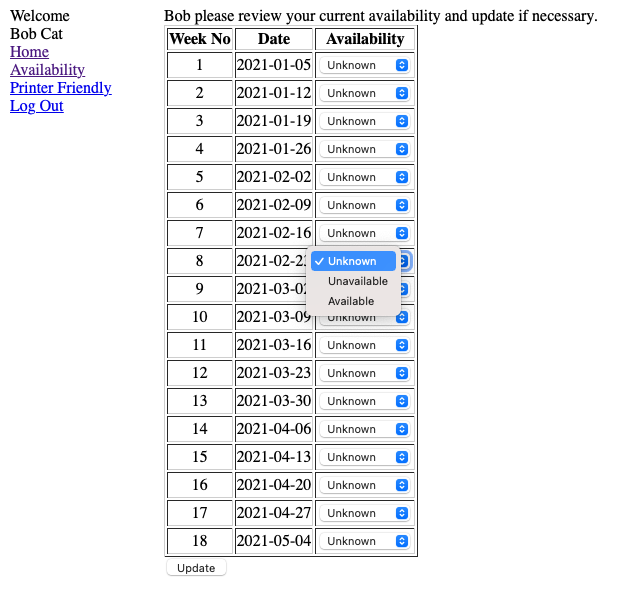 Welcome
Bob Cat
Home
Availability
Printer Friendly
Log Out
Bob please review your current availability and update if necessary.
Week No Date Availability
1 2021-01-05 Unknown
2 2021-01-12 Unknown
3 2021-01-19 Unknown
4 2021-01-26 Unknown
5 2021-02-02 Unknown
6 2021-02-09 Unknown
7 2021-02-16 Unknown
8 2021-02-2 ✓ Unknown
Unavailable
Available
9 2021-03-0
10 2021-03-09 Unknown
11 2021-03-16 Unknown
12 2021-03-23 Unknown
13 2021-03-30 Unknown
14 2021-04-06 Unknown
15 2021-04-13 Unknown
16 2021-04-20 Unknown
17 2021-04-27 Unknown
18 2021-05-04 Unknown
Update